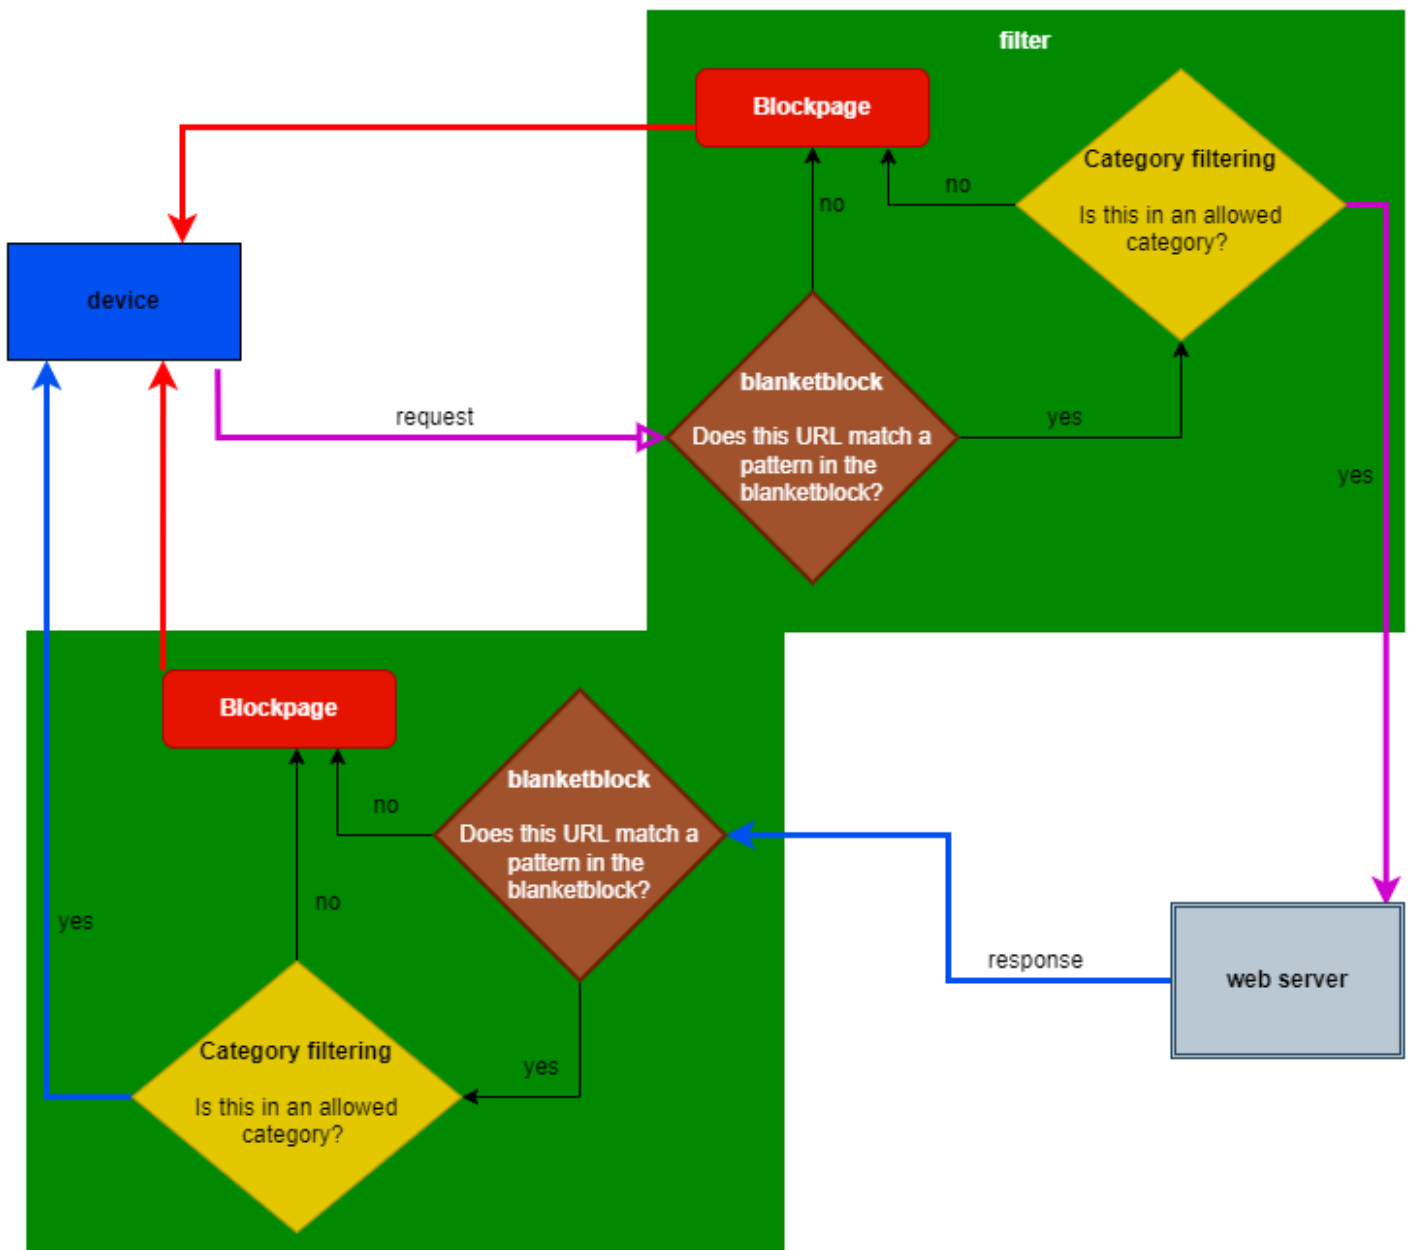 filter
Blockpage
Category filtering
Is this in an allowed
category?
no
no
device
blanketblock
Does this URL match a
pattern in the
blanketblock?
request
yes
yes
Blockpage
blanketblock
Does this URL match a
pattern in the
blanketblock?
no
no
yes
response
web server
Category filtering
Is this in an allowed
category?
yes